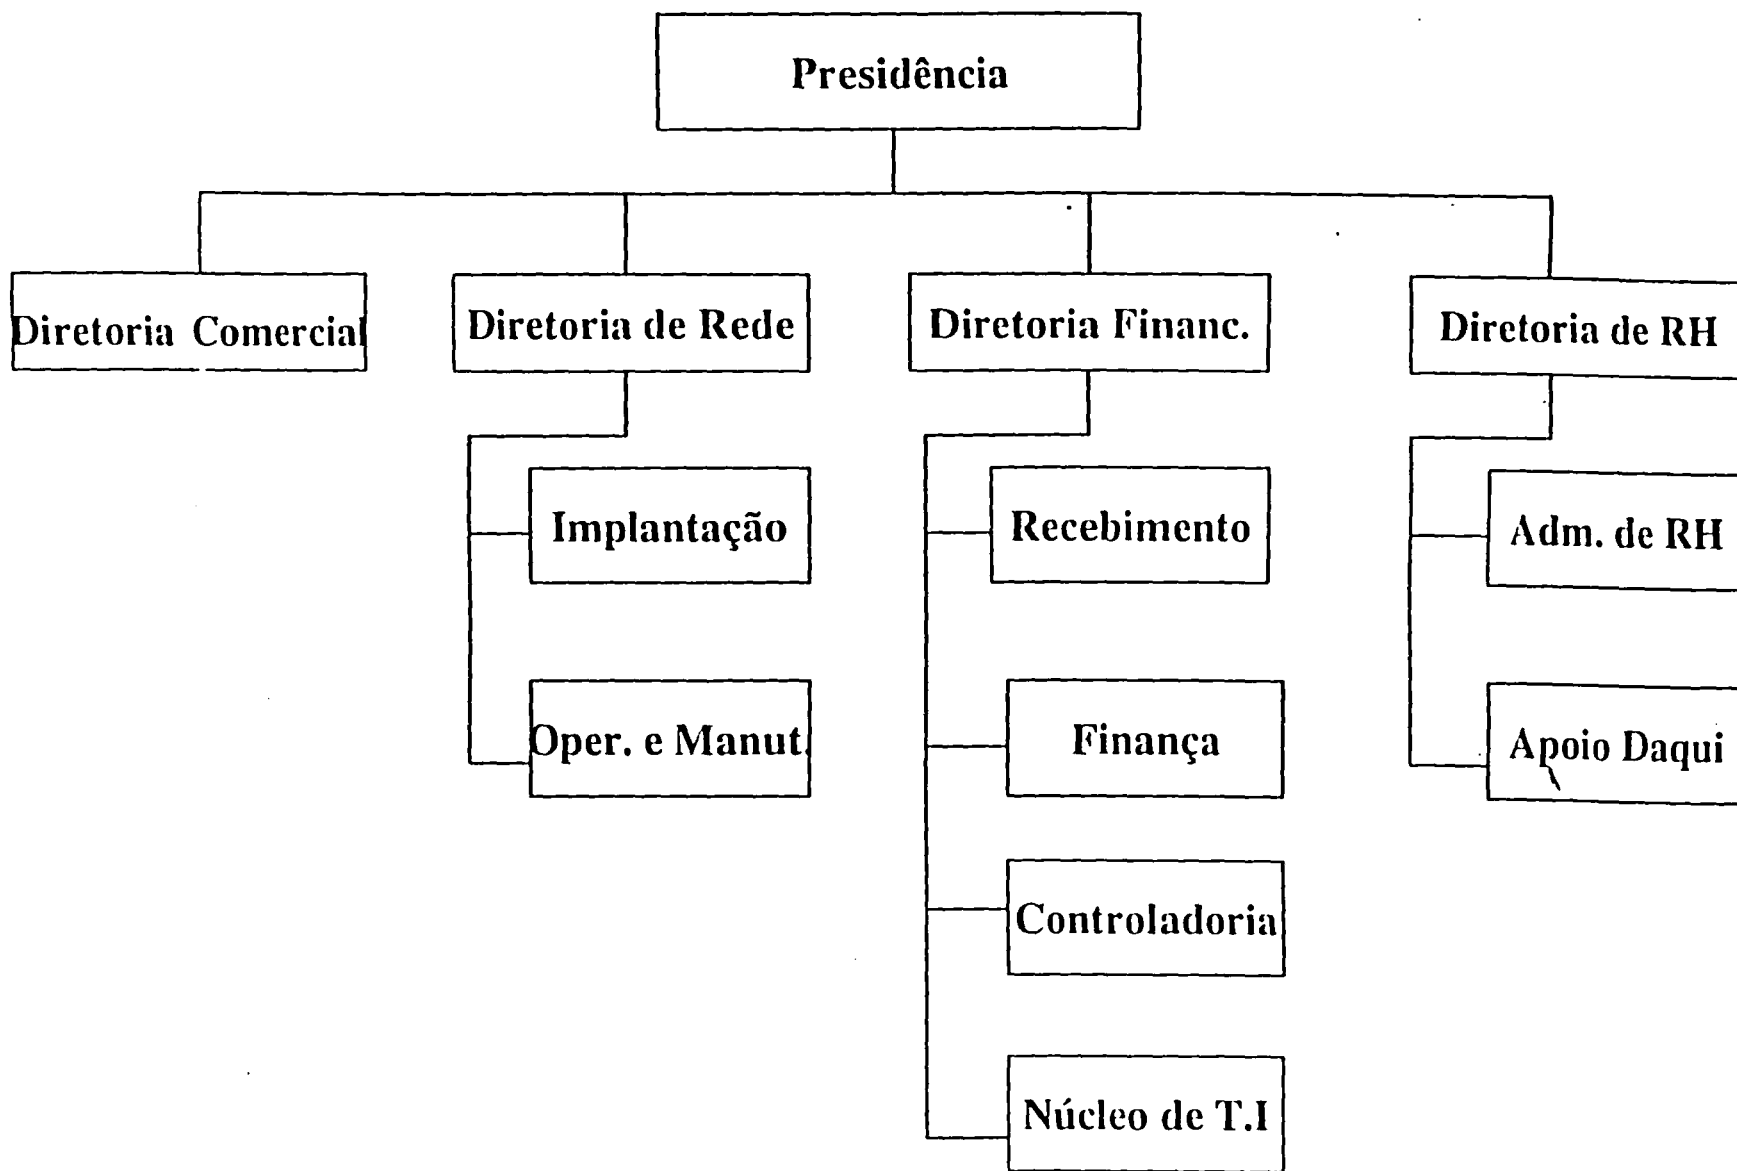 Presidência
Diretoria Comercial
Diretoria de Rede
Diretoria Financ.
Diretoria de RH
Implantação
Recebimento
Adm. de RH
Oper. e Manut.
Finança
Apoio Daqui
Controladoria
Núcleo de T.I